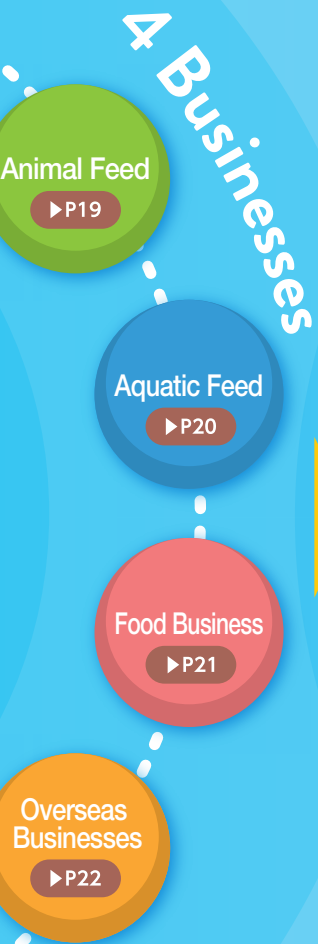 4 Businesses
Animal Feed
▶P19
Aquatic Feed
▶P20
Food Business
▶P21
Overseas
Businesses
▶P22